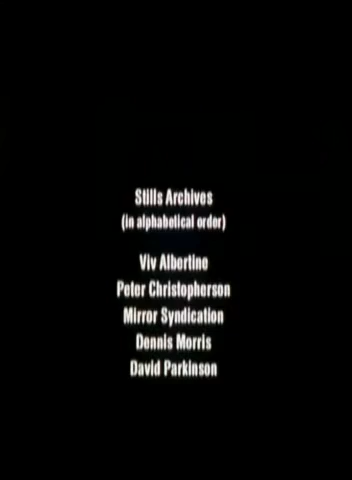 Stills Archives
(in alphabetical order)
Viv Albertine
Peter Christopherson
Mirror Syndication
Dennis Morris
David Parkinson